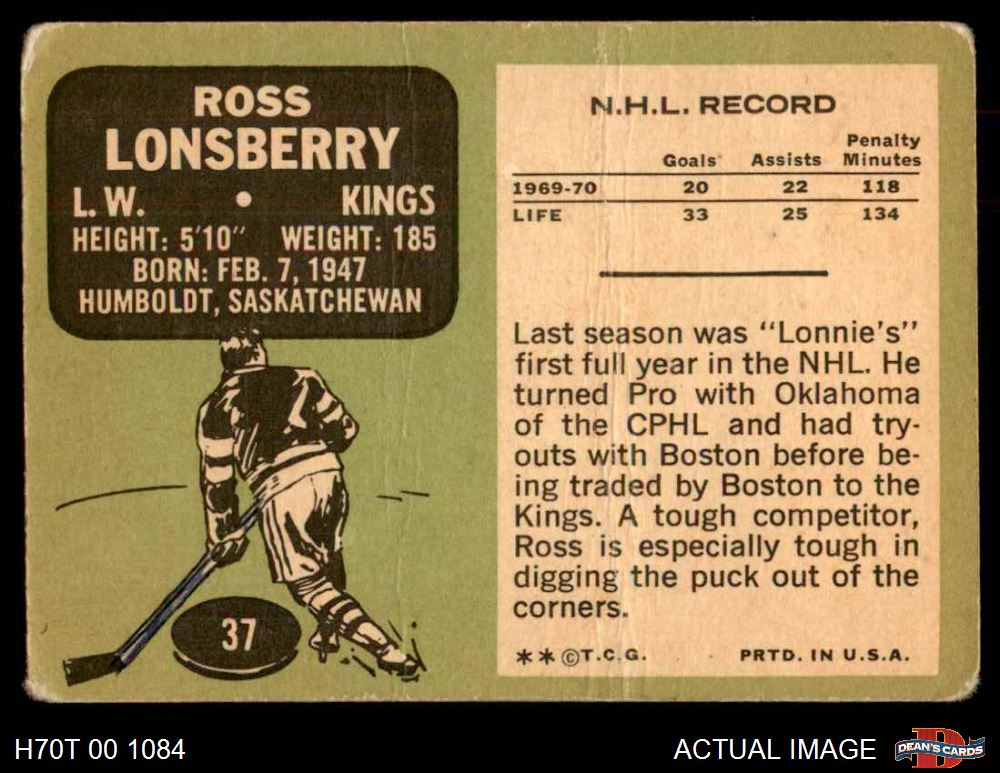 ROSS
LONSBERRY
L.W. • KINGS
HEIGHT: 5'10" WEIGHT: 185
BORN: FEB. 7, 1947
HUMBOLDT, SASKATCHEWAN
37
N.H.L. RECORD
Goals Assists Penalty Minutes
1969-70 20 22 118
LIFE 33 25 134
Last season was "Lonnie's"
first full year in the NHL. He
turned Pro with Oklahoma
of the CPHL and had try-
outs with Boston before be-
ing traded by Boston to the
Kings. A tough competitor,
Ross is especially tough in
digging the puck out of the
corners.
**©T.C.G. PRTD. IN U.S.A.
H70T 00 1084
ACTUAL IMAGE
D
DEAN'S CARDS